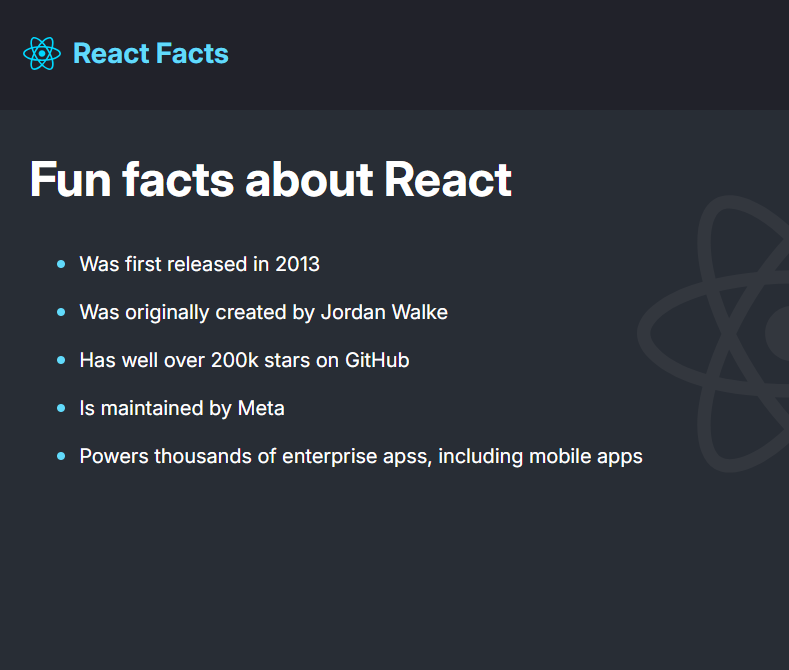 React Facts
Fun facts about React
Was first released in 2013
Was originally created by Jordan Walke
Has well over 200k stars on GitHub
Is maintained by Meta
Powers thousands of enterprise apss, including mobile apps